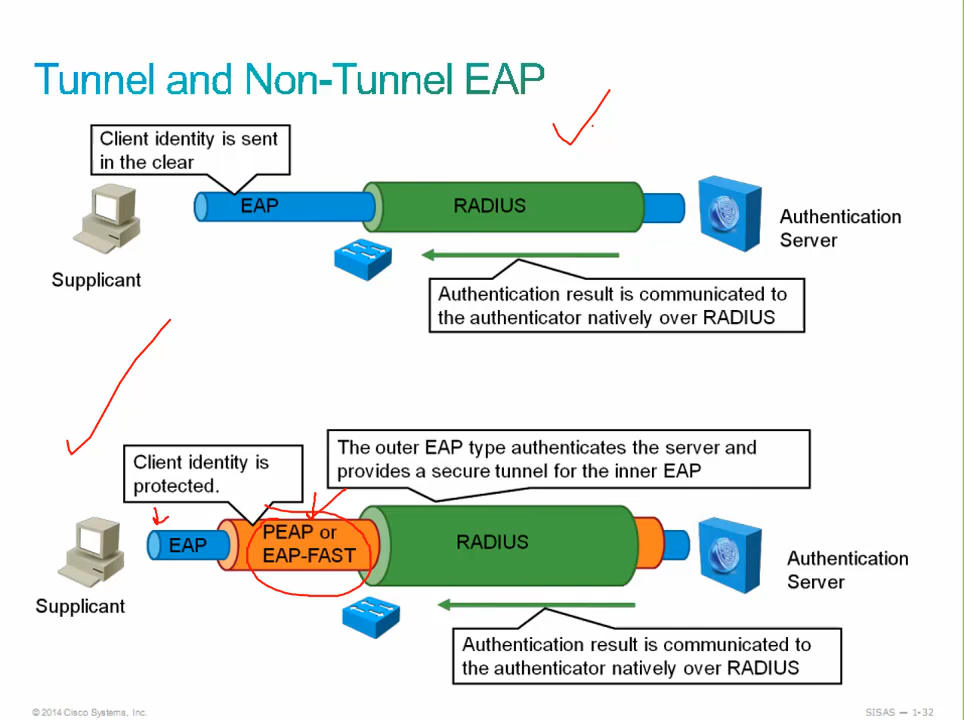 Tunnel and Non-Tunnel EAP
Client identity is sent
in the clear
EAP
RADIUS
Authentication
Server
Supplicant
Authentication result is communicated to
the authenticator natively over RADIUS
The outer EAP type authenticates the server and
provides a secure tunnel for the inner EAP
Client identity is
protected.
EAP
PEAP or
EAP-FAST
RADIUS
Authentication
Server
Supplicant
Authentication result is communicated to
the authenticator natively over RADIUS
© 2014 Cisco Systems, Inc.
SISAS — 1-32